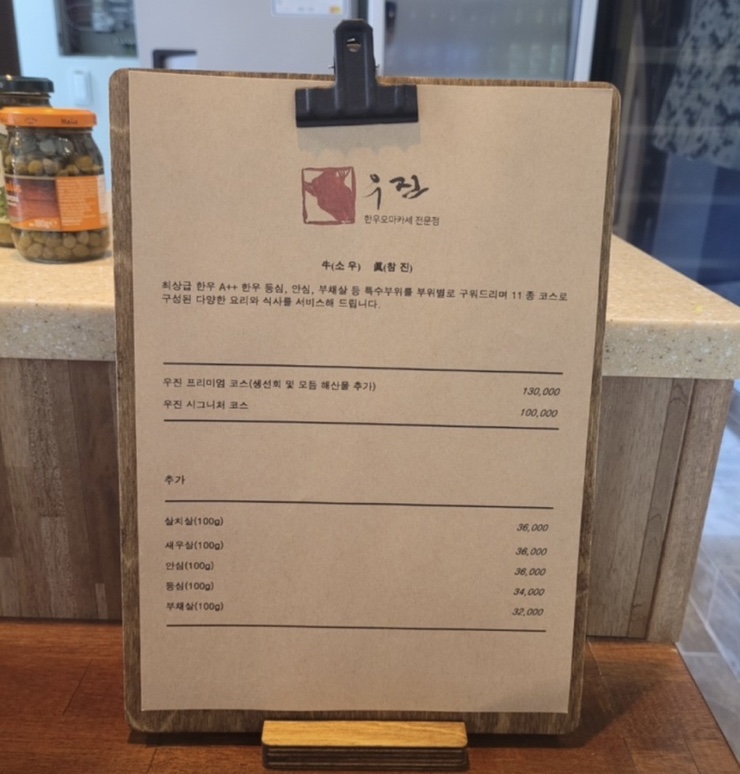 우진
한우오마카세 전문점
牛(소 우) 眞(참 진)
최상급 한우 A++ 한우 등심, 안심, 부채살 등 특수부위를 부위별로 구워드리며 11 종 코스로
구성된 다양한 요리와 식사를 서비스해 드립니다.
우진 프리미엄 코스(생선회 및 모듬 해산물 추가) 130,000
우진 시그니처 코스 100,000
추가
살치살(100g) 36,000
새우살(100g) 36,000
안심(100g) 36,000
등심(100g) 34,000
부채살(100g) 32,000